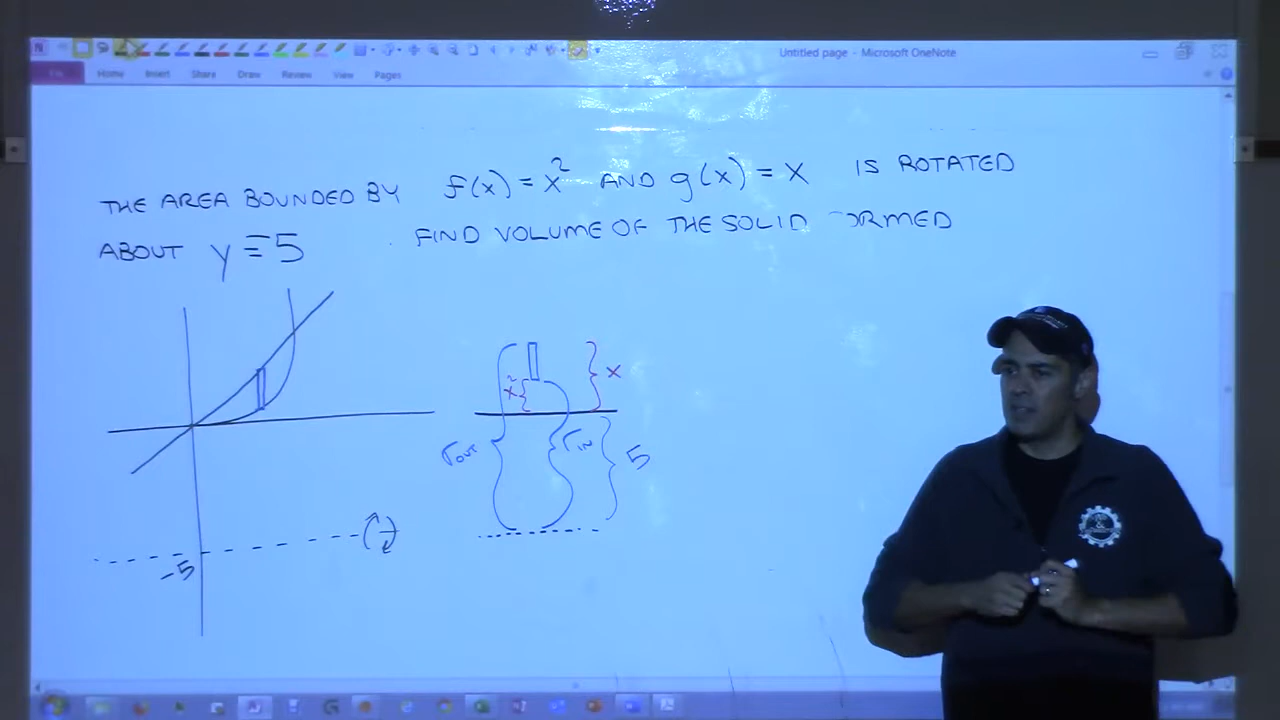 Untitled page - Microsoft OneNote
Home Insert Share Draw Review View Pages
THE AREA BOUNDED BY f(x) = x² AND g(x) = x IS ROTATED
ABOUT y = 5 . FIND VOLUME OF THE SOLID ORMED
x² x
r OUT r IN 5
-5